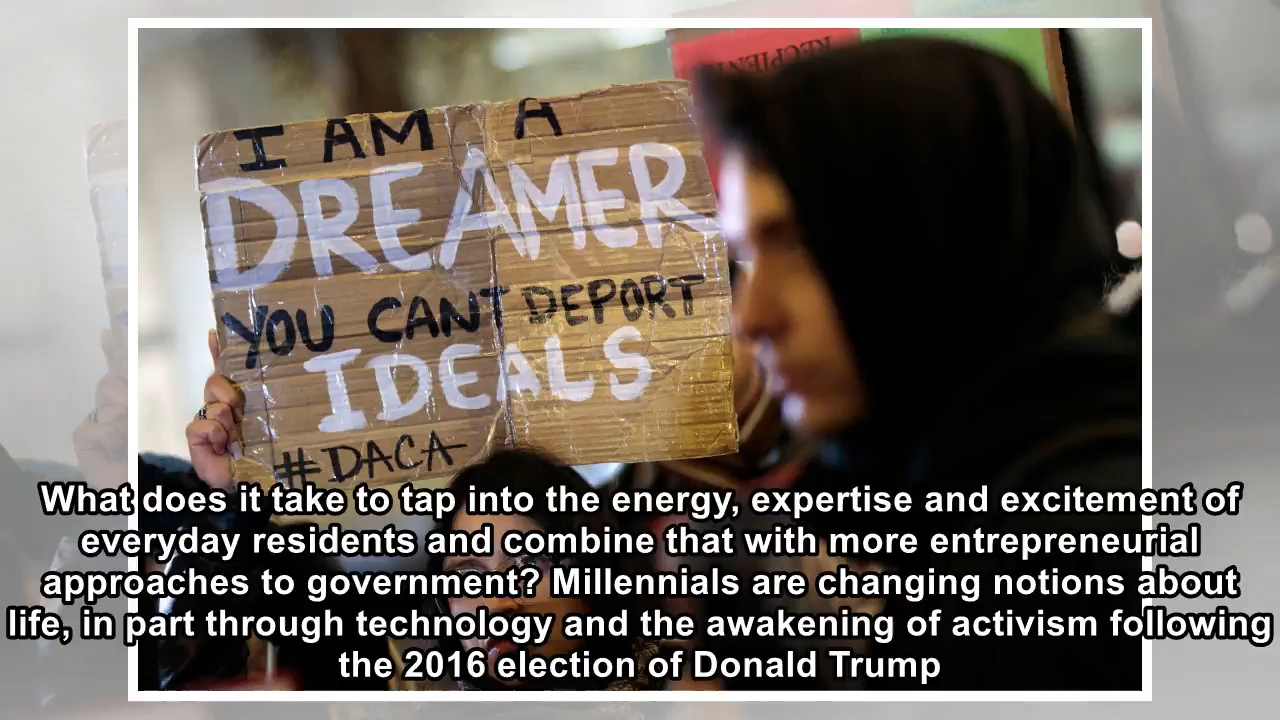 RECPIEN
I AM A
DREAMER
YOU CANT DEPORT
IDEALS
#DACA
What does it take to tap into the energy, expertise and excitement of
everyday residents and combine that with more entrepreneurial
approaches to government? Millennials are changing notions about
life, in part through technology and the awakening of activism following
the 2016 election of Donald Trump